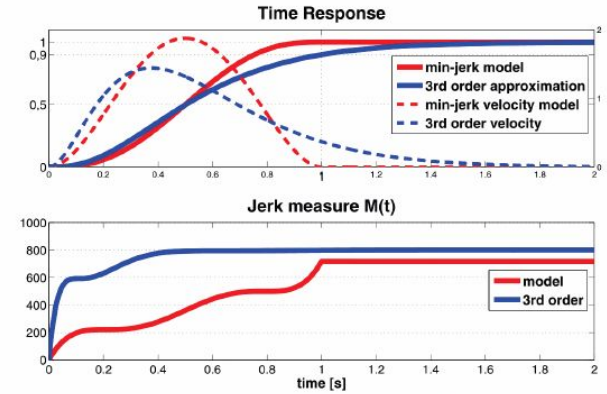 Time Response
1
0.9
0.5
0
2
1
0
min-jerk model
3rd order approximation
min-jerk velocity model
3rd order velocity
0 0.2 0.4 0.6 0.8 1 1.2 1.4 1.6 1.8 2
Jerk measure M(t)
1000
800
600
400
200
0
model
3rd order
0 0.2 0.4 0.6 0.8 1 1.2 1.4 1.6 1.8 2
time [s]